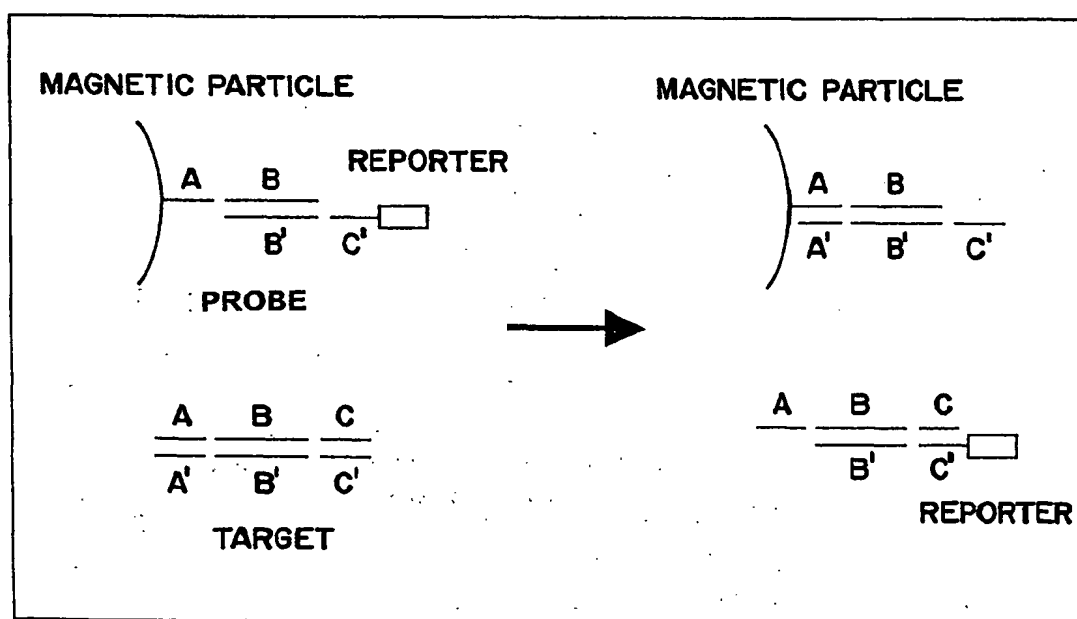 MAGNETIC PARTICLE
A B REPORTER
B' C'
PROBE
A B C
A' B' C'
TARGET
MAGNETIC PARTICLE
A B
A' B' C'
A B C
B' C'
REPORTER